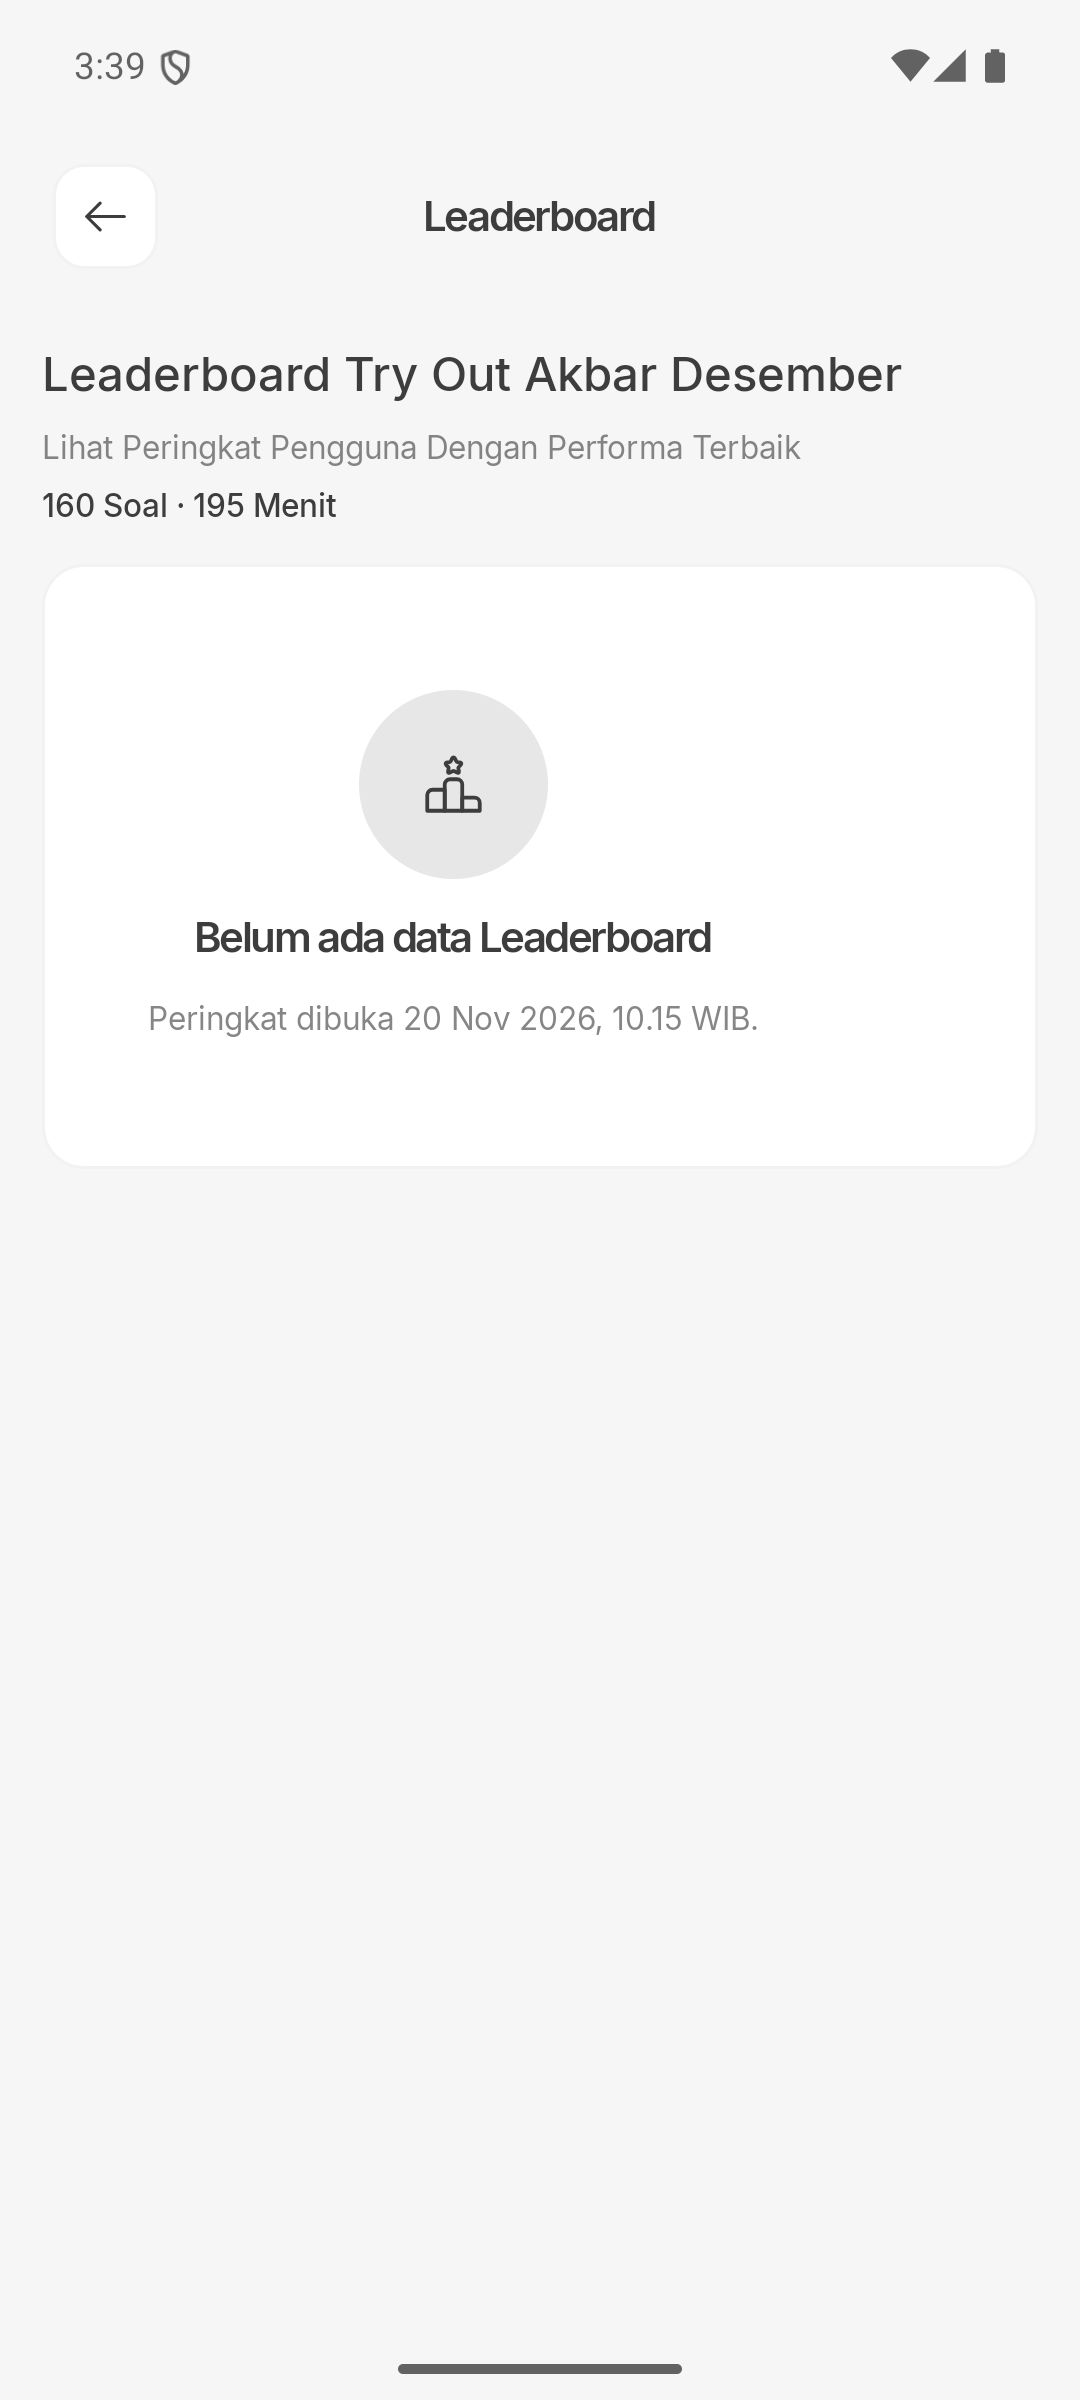 3:39
Leaderboard
Leaderboard Try Out Akbar Desember
Lihat Peringkat Pengguna Dengan Performa Terbaik
160 Soal · 195 Menit
Belum ada data Leaderboard
Peringkat dibuka 20 Nov 2026, 10.15 WIB.